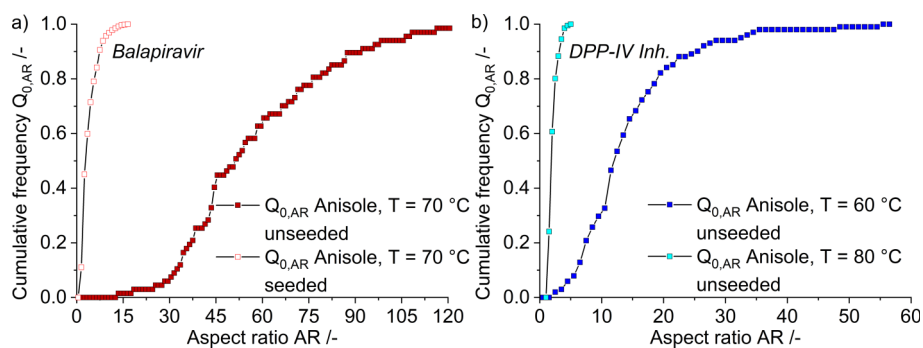 a)
Balapiravir
Cumulative frequency Q0,AR /-
1.0
0.8
0.6
0.4
0.2
0.0
Q0,AR Anisole, T = 70 °C
unseeded
Q0,AR Anisole, T = 70 °C
seeded
0 15 30 45 60 75 90 105 120
Aspect ratio AR /-
b)
DPP-IV Inh.
Cumulative frequency Q0,AR /-
1.0
0.8
0.6
0.4
0.2
0.0
Q0,AR Anisole, T = 60 °C
unseeded
Q0,AR Anisole, T = 80 °C
unseeded
0 10 20 30 40 50 60
Aspect ratio AR /-